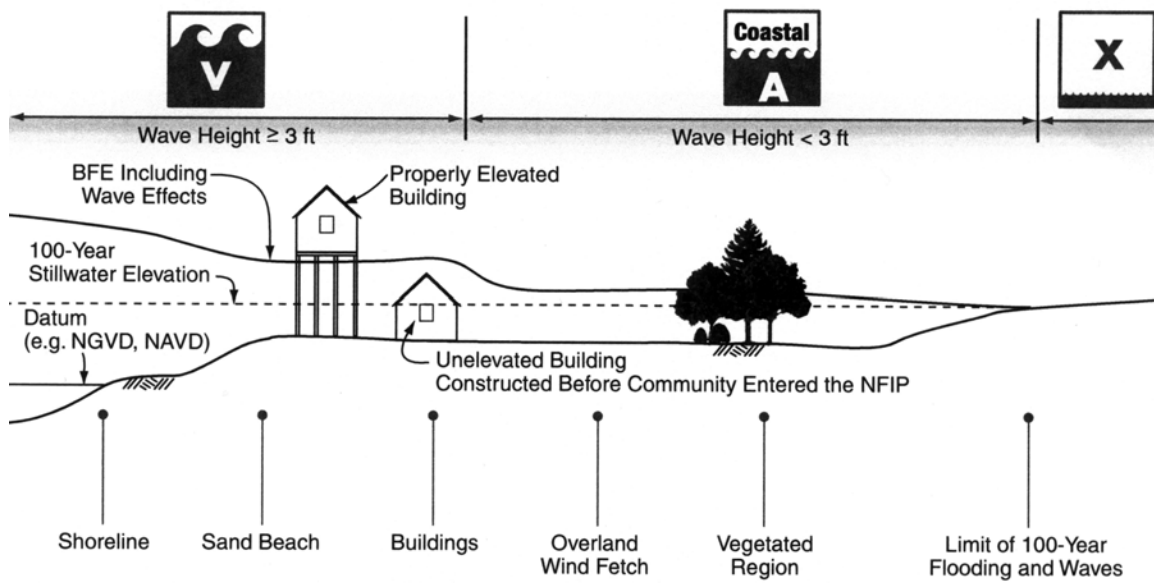 V
Coastal
A
X
Wave Height ≥ 3 ft
Wave Height < 3 ft
BFE Including
Wave Effects
Properly Elevated
Building
100-Year
Stillwater Elevation
Datum
(e.g. NGVD, NAVD)
Unelevated Building
Constructed Before Community Entered the NFIP
Shoreline
Sand Beach
Buildings
Overland
Wind Fetch
Vegetated
Region
Limit of 100-Year
Flooding and Waves